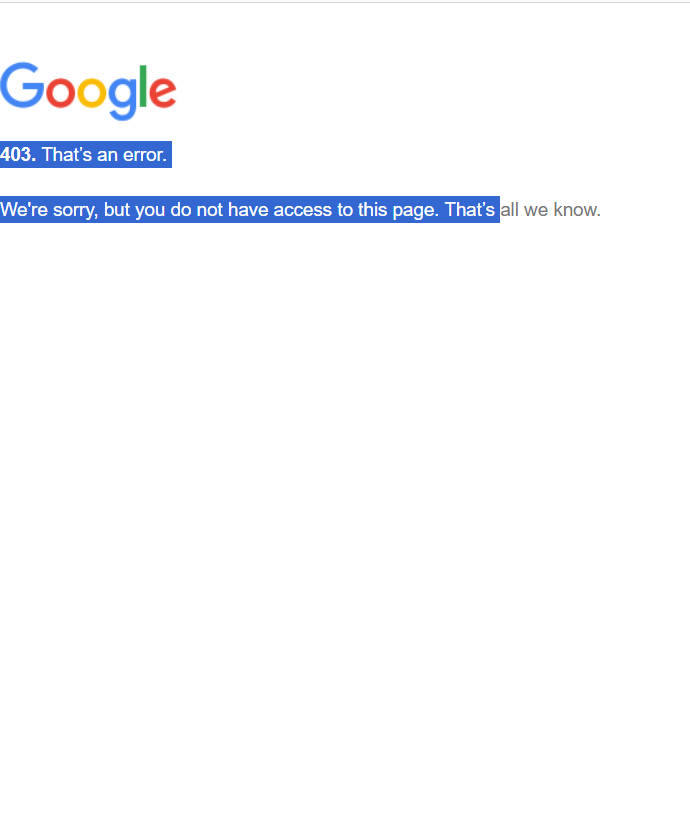 Google
403. That’s an error.
We're sorry, but you do not have access to this page. That’s all we know.